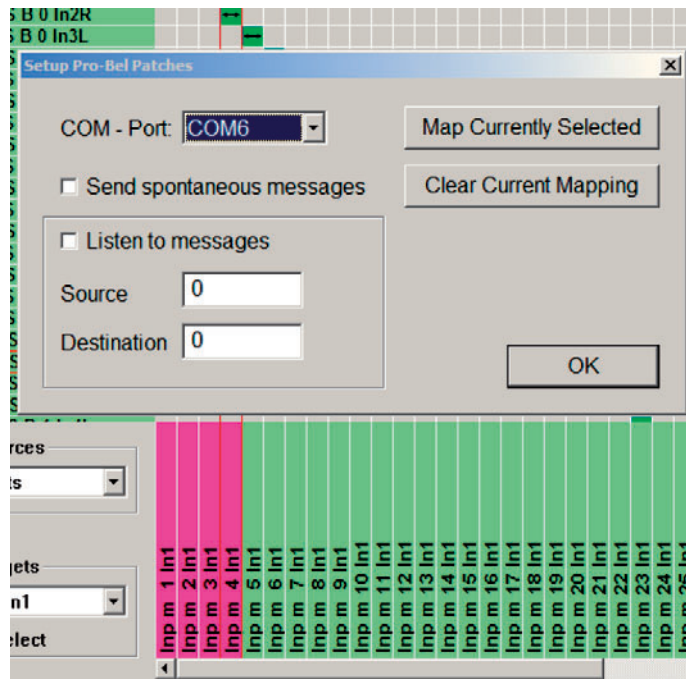 B 0 In2R
B 0 In3L
Setup Pro-Bel Patches
COM - Port: COM6
Map Currently Selected
Send spontaneous messages
Clear Current Mapping
Listen to messages
Source 0
Destination 0
OK
rces
ts
gets
n1
elect
Inp m 1 In1
Inp m 2 In1
Inp m 3 In1
Inp m 4 In1
Inp m 5 In1
Inp m 6 In1
Inp m 7 In1
Inp m 8 In1
Inp m 9 In1
Inp m 10 In1
Inp m 11 In1
Inp m 12 In1
Inp m 13 In1
Inp m 14 In1
Inp m 15 In1
Inp m 16 In1
Inp m 17 In1
Inp m 18 In1
Inp m 19 In1
Inp m 20 In1
Inp m 21 In1
Inp m 22 In1
Inp m 23 In1
Inp m 24 In1
Inp m 25 In1